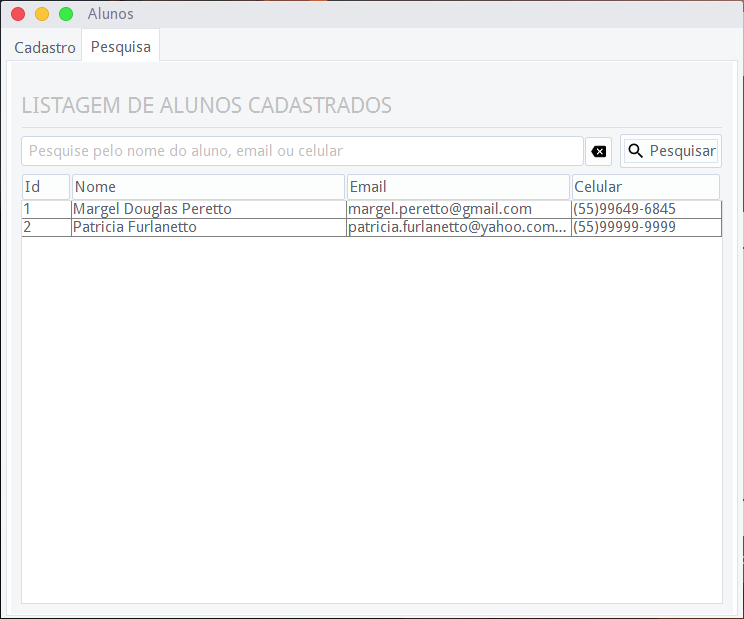 Alunos
Cadastro Pesquisa
LISTAGEM DE ALUNOS CADASTRADOS
Pesquise pelo nome do aluno, email ou celular Pesquisar
Id Nome Email Celular
1 Margel Douglas Peretto margel.peretto@gmail.com (55)99649-6845
2 Patricia Furlanetto patricia.furlanetto@yahoo.com... (55)99999-9999